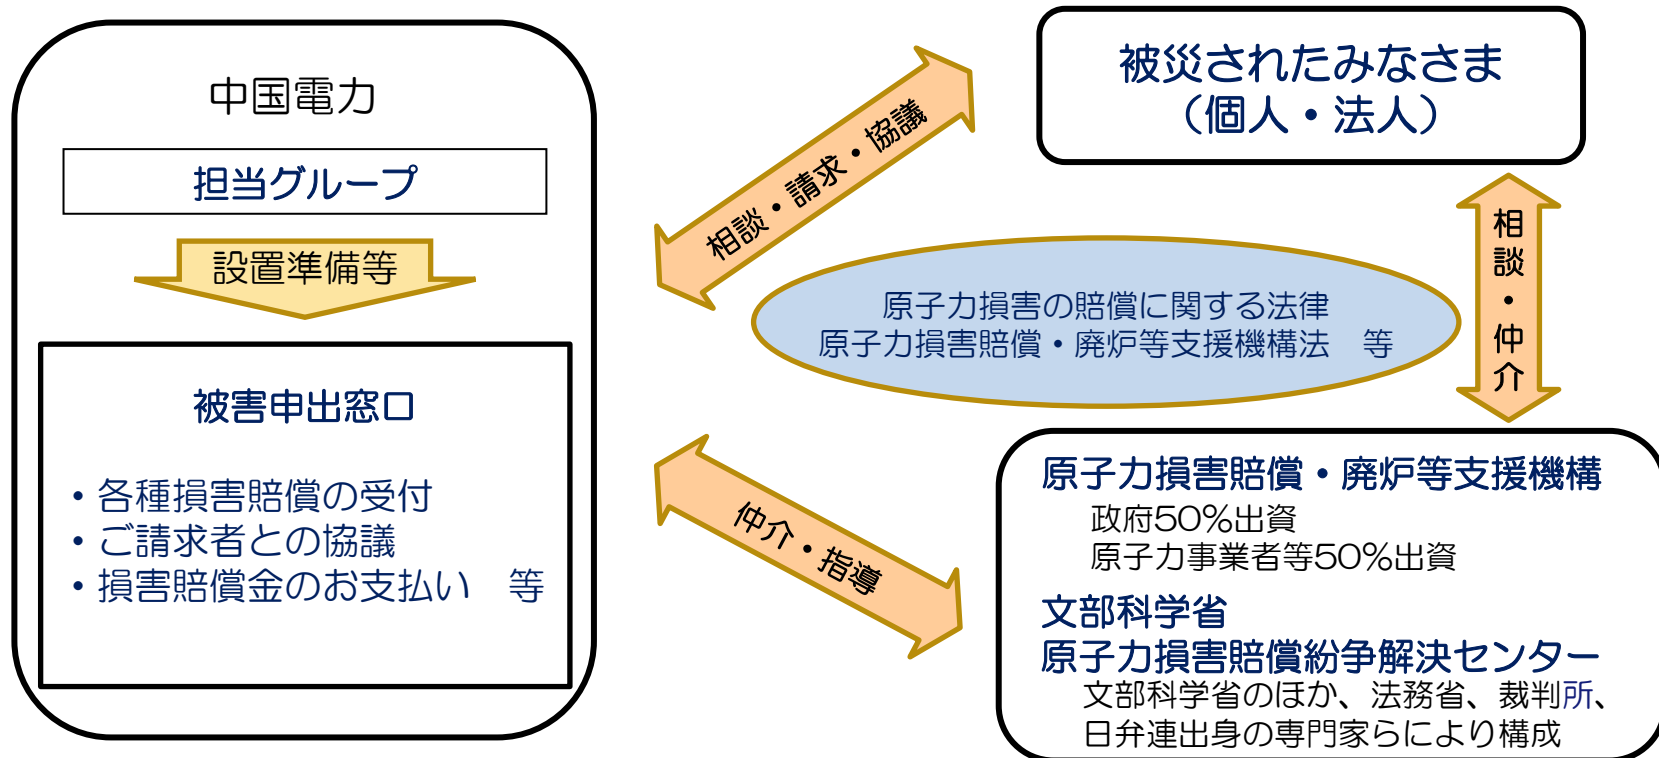 中国電力
担当グループ
設置準備等
被害申出窓口
・各種損害賠償の受付
・ご請求者との協議
・損害賠償金のお支払い　等
相談・請求・協議
被災されたみなさま
（個人・法人）
相談・仲介
原子力損害の賠償に関する法律
原子力損害賠償・廃炉等支援機構法　等
仲介・指導
原子力損害賠償・廃炉等支援機構
政府50％出資
原子力事業者等50％出資
文部科学省
原子力損害賠償紛争解決センター
文部科学省のほか、法務省、裁判所、
日弁連出身の専門家らにより構成